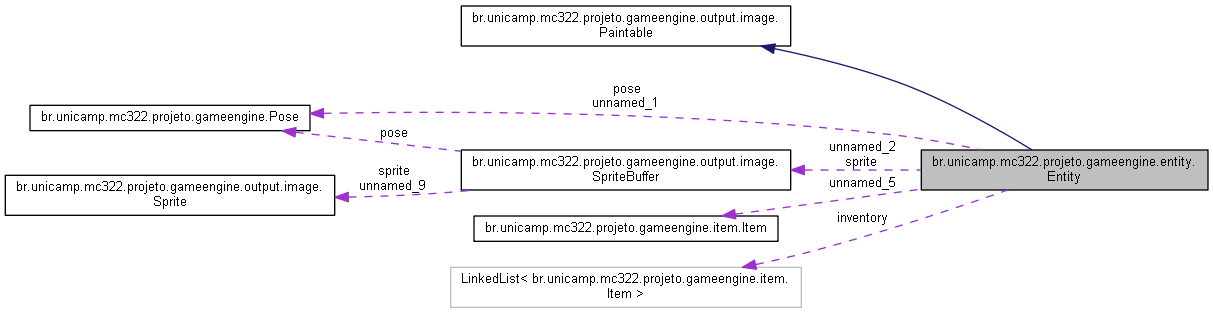 br.unicamp.mc322.projeto.gameengine.output.image.
Paintable
pose
unnamed_1
br.unicamp.mc322.projeto.gameengine.Pose
pose
unnamed_2
sprite
br.unicamp.mc322.projeto.gameengine.output.image.
SpriteBuffer
br.unicamp.mc322.projeto.gameengine.entity.
Entity
sprite
unnamed_9
br.unicamp.mc322.projeto.gameengine.output.image.
Sprite
unnamed_5
br.unicamp.mc322.projeto.gameengine.item.Item
inventory
LinkedList< br.unicamp.mc322.projeto.gameengine.item.
Item >